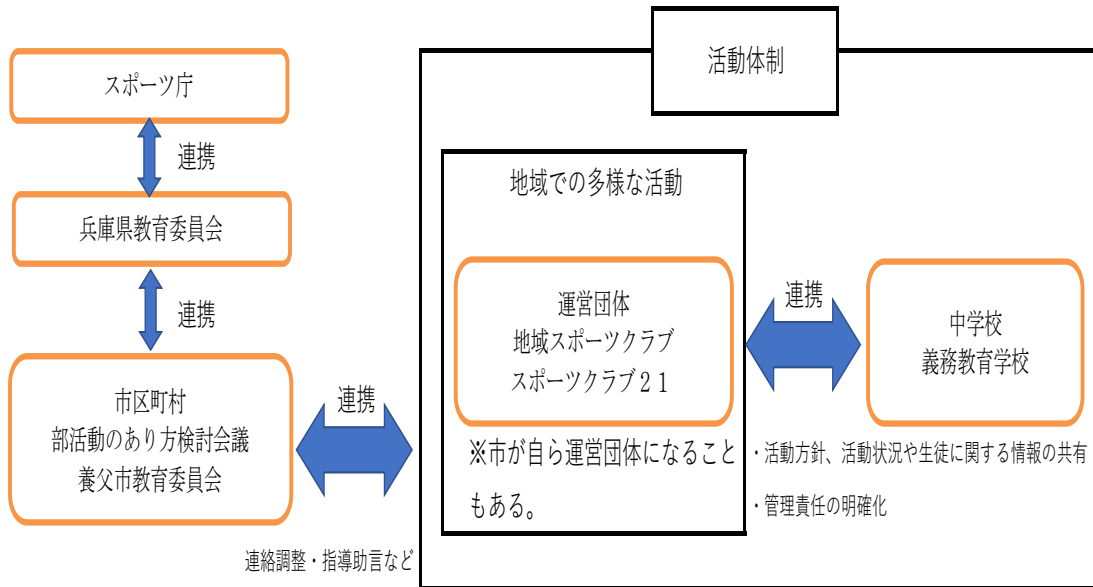 活動体制
スポーツ庁
連携
兵庫県教育委員会
連携
市区町村
部活動のあり方検討会議
養父市教育委員会
連携
連絡調整・指導助言など
地域での多様な活動
運営団体
地域スポーツクラブ
スポーツクラブ２１
※市が自ら運営団体になること
もある。
連携
中学校
義務教育学校
・活動方針、活動状況や生徒に関する情報の共有
・管理責任の明確化